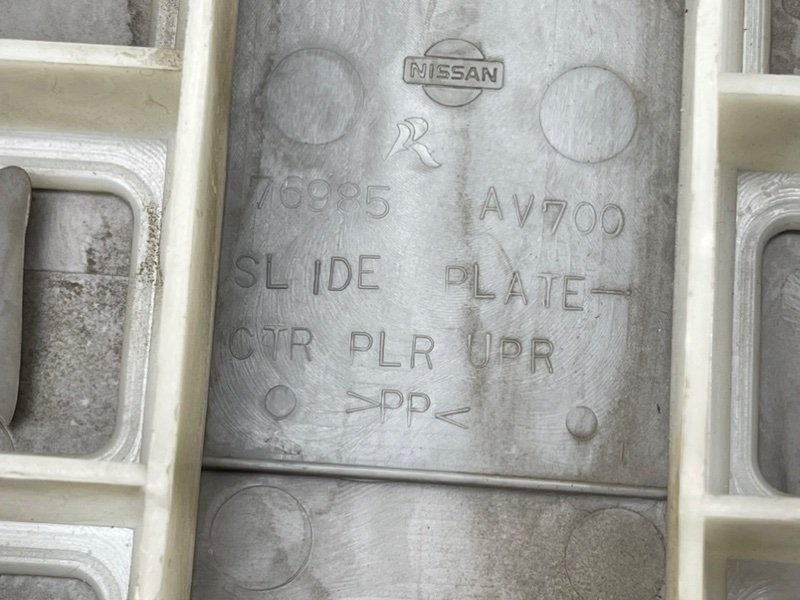 NISSAN
R
76985 AV700
SLIDE PLATE-
CTR PLR UPR
>PP<